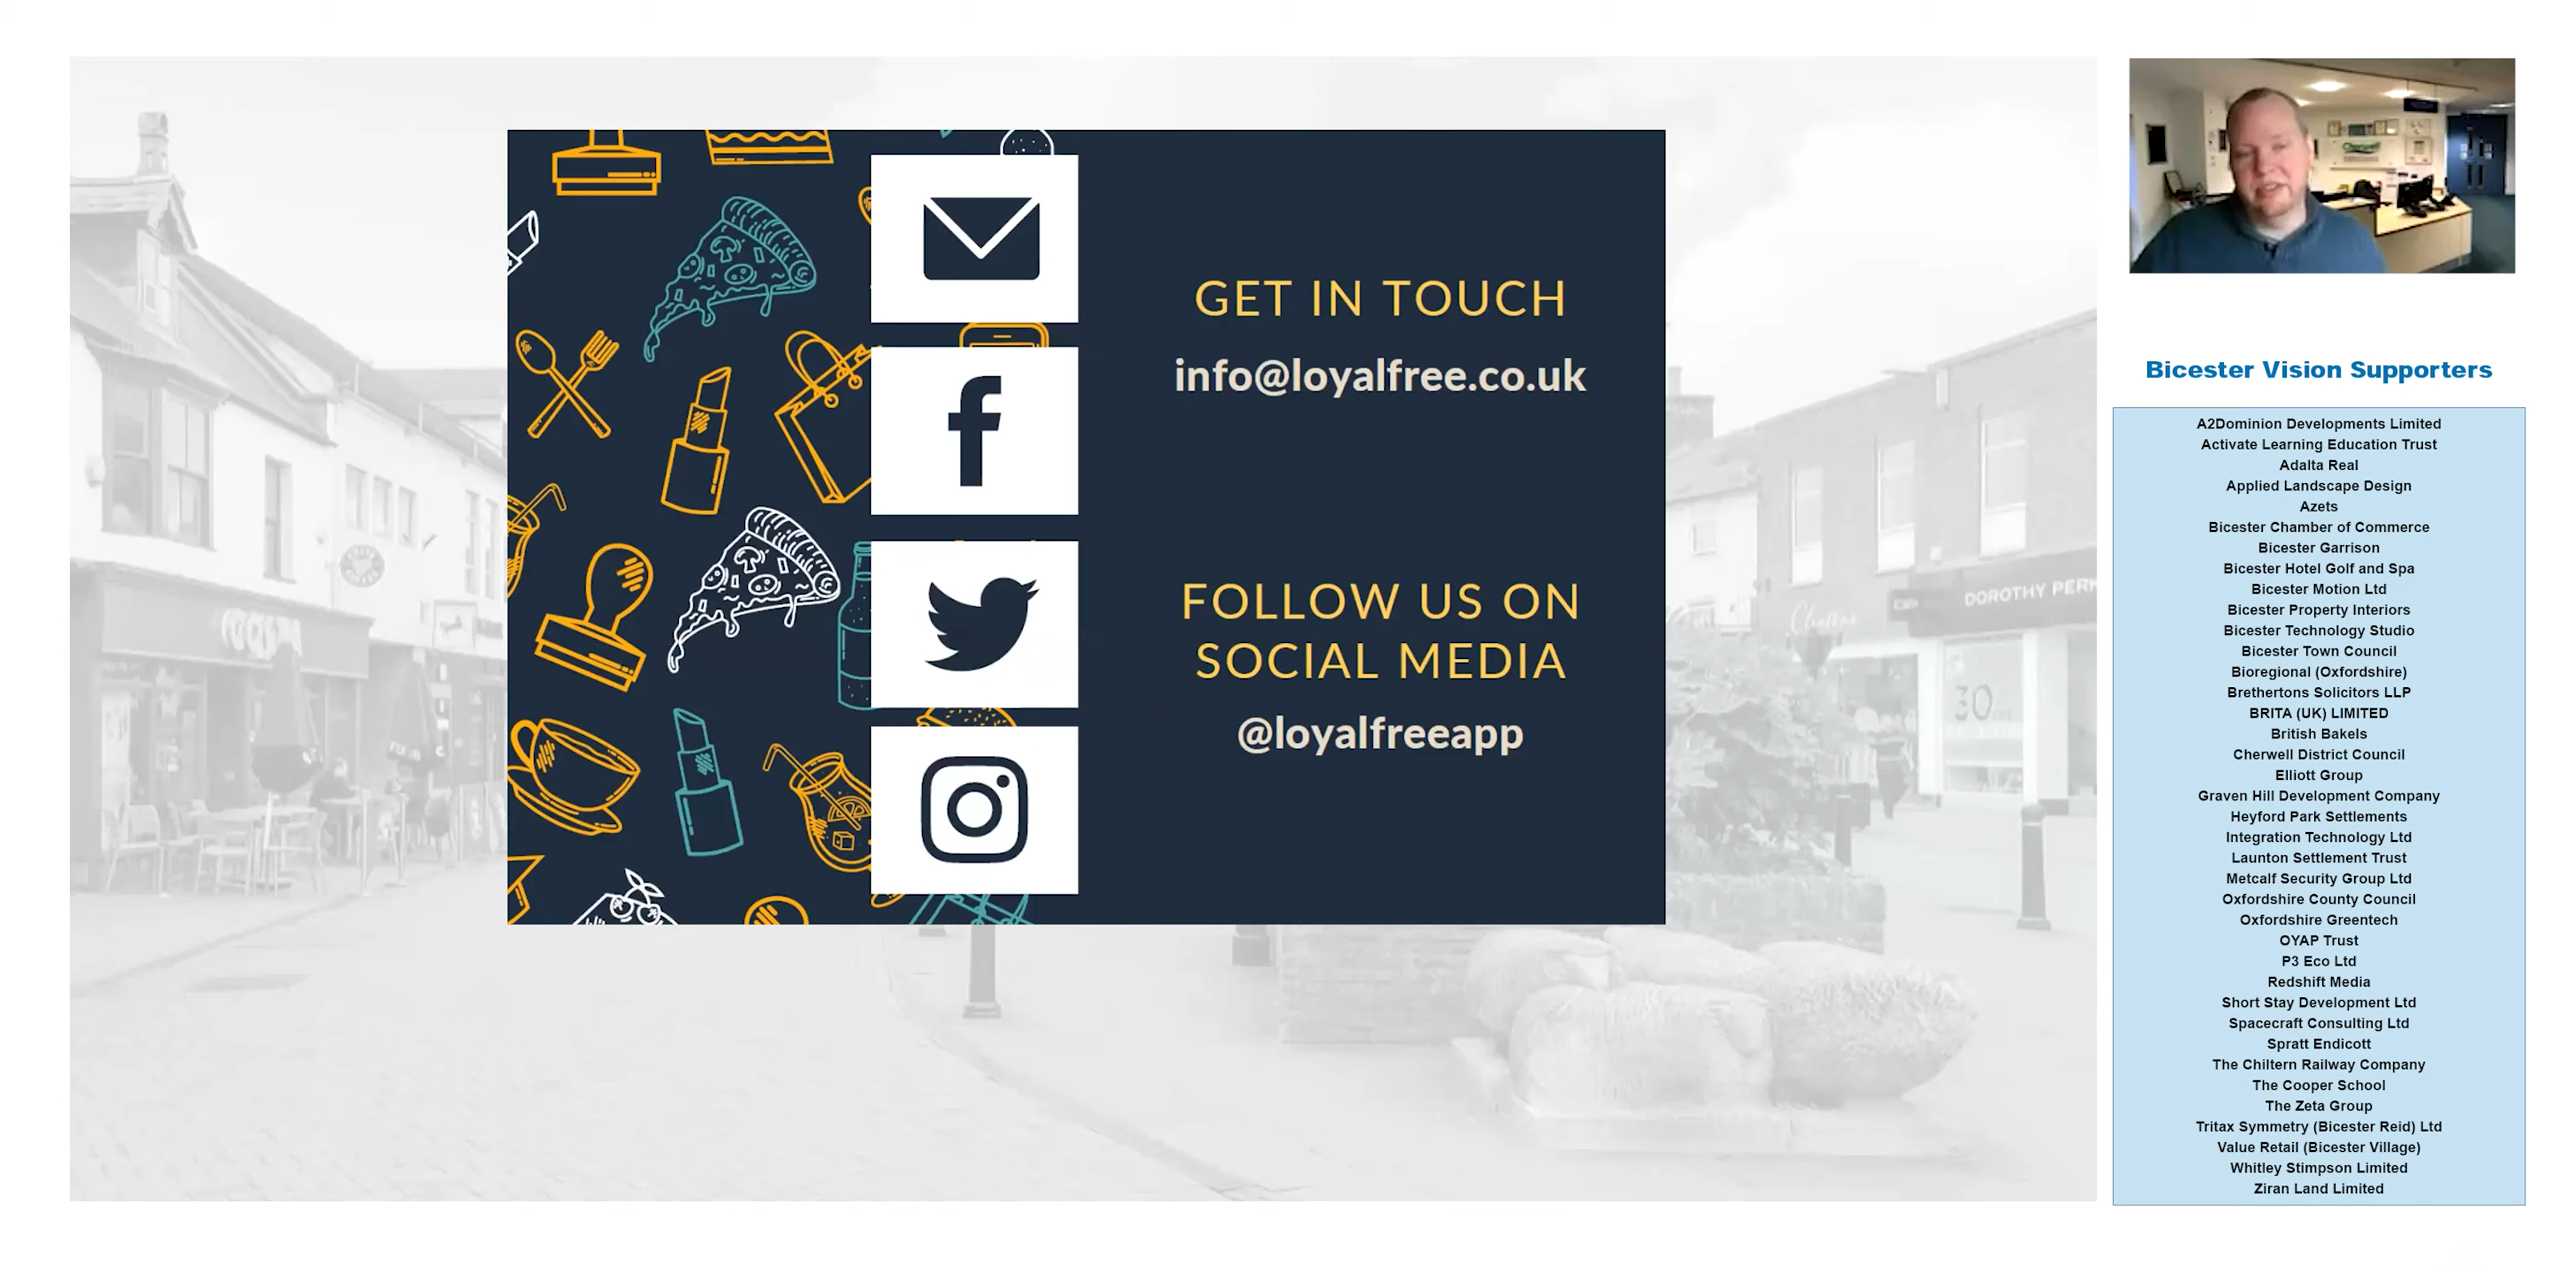 GET IN TOUCH
info@loyalfree.co.uk
FOLLOW US ON
SOCIAL MEDIA
@loyalfreeapp
Clintons
DOROTHY PERK
30
Cherwell
Bicester Vision Supporters
A2Dominion Developments Limited
Activate Learning Education Trust
Adalta Real
Applied Landscape Design
Azets
Bicester Chamber of Commerce
Bicester Garrison
Bicester Hotel Golf and Spa
Bicester Motion Ltd
Bicester Property Interiors
Bicester Technology Studio
Bicester Town Council
Bioregional (Oxfordshire)
Brethertons Solicitors LLP
BRITA (UK) LIMITED
British Bakels
Cherwell District Council
Elliott Group
Graven Hill Development Company
Heyford Park Settlements
Integration Technology Ltd
Launton Settlement Trust
Metcalf Security Group Ltd
Oxfordshire County Council
Oxfordshire Greentech
OYAP Trust
P3 Eco Ltd
Redshift Media
Short Stay Development Ltd
Spacecraft Consulting Ltd
Spratt Endicott
The Chiltern Railway Company
The Cooper School
The Zeta Group
Tritax Symmetry (Bicester Reid) Ltd
Value Retail (Bicester Village)
Whitley Stimpson Limited
Ziran Land Limited